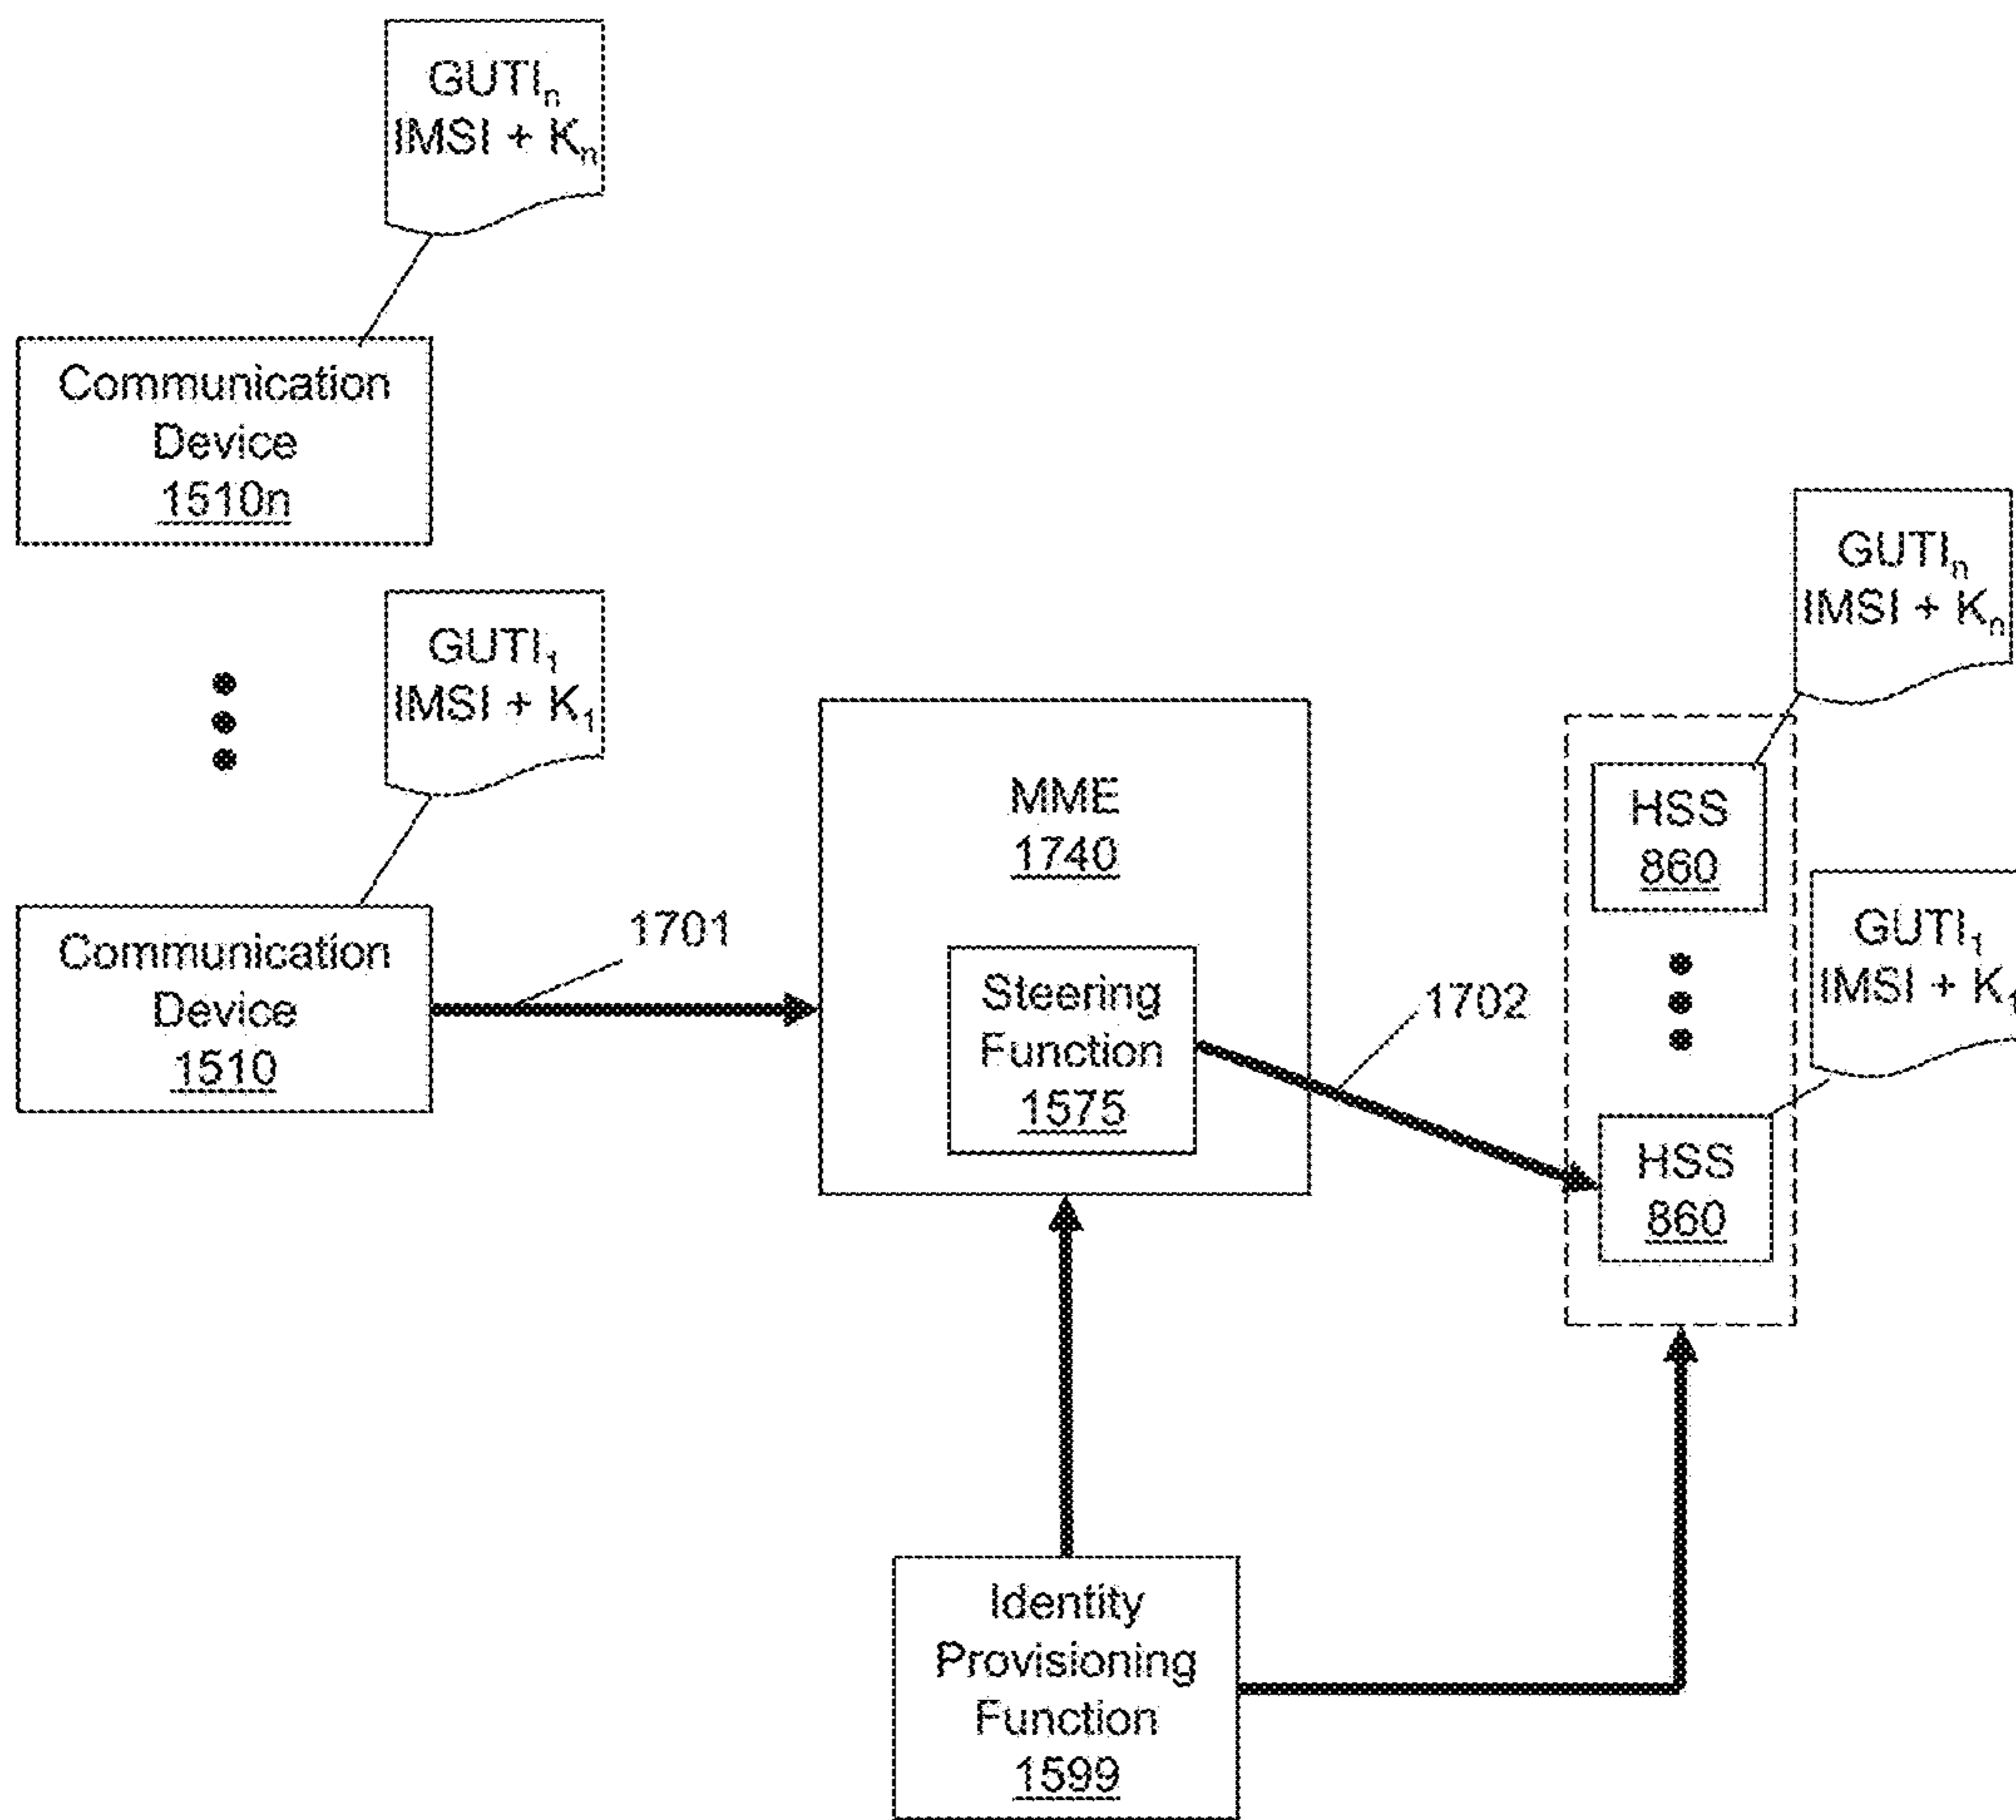 GUTIn
IMSI + Kn
Communication
Device
1510n
GUTI1
IMSI + K1
Communication
Device
1510
1701
MME
1740
Steering
Function
1575
1702
GUTIn
IMSI + Kn
HSS
860
GUTI1
IMSI + K1
HSS
860
Identity
Provisioning
Function
1599